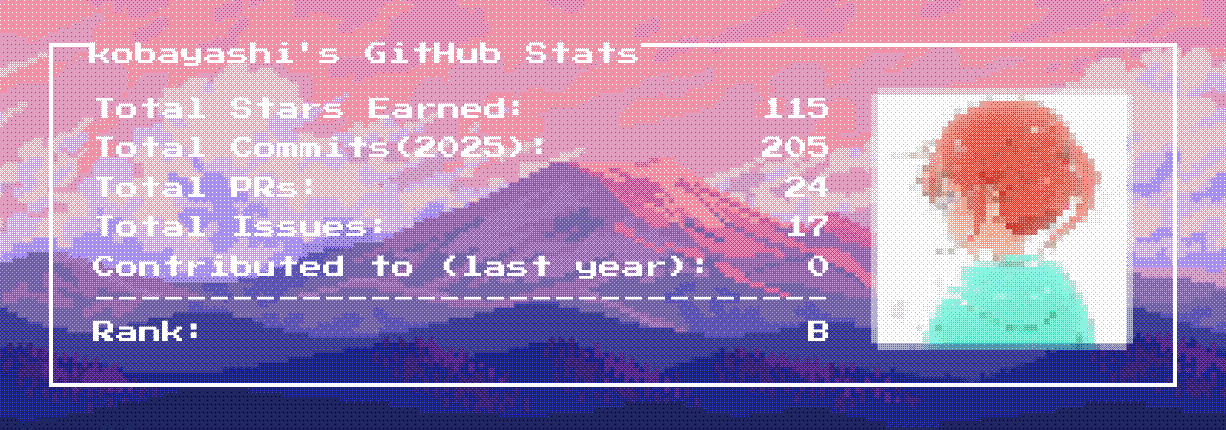 kobayashi's GitHub Stats
Total Stars Earned: 115
Total Commits(2025): 205
Total PRs: 24
Total Issues: 17
Contributed to (last year): 0
Rank: B